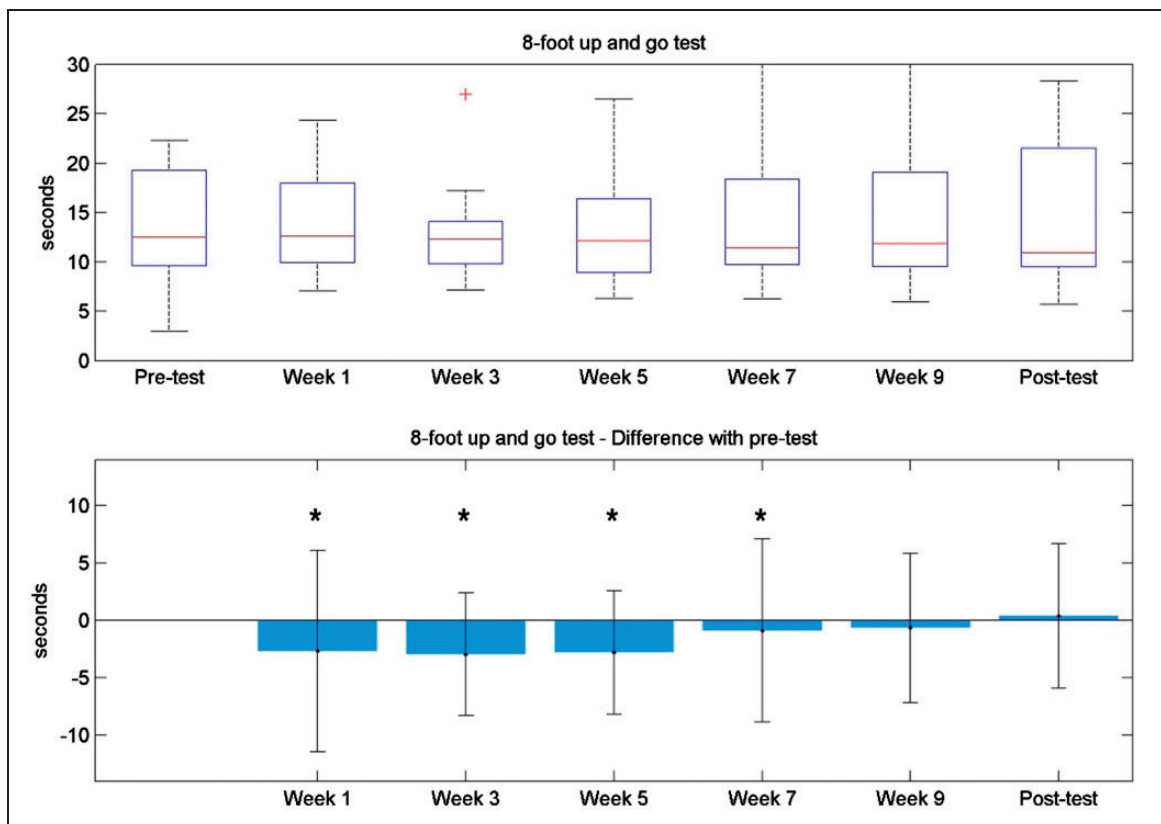 8-foot up and go test
seconds
30
25
20
15
10
5
0
Pre-test Week 1 Week 3 Week 5 Week 7 Week 9 Post-test
8-foot up and go test - Difference with pre-test
seconds
10
5
0
-5
-10
* * * *
Week 1 Week 3 Week 5 Week 7 Week 9 Post-test